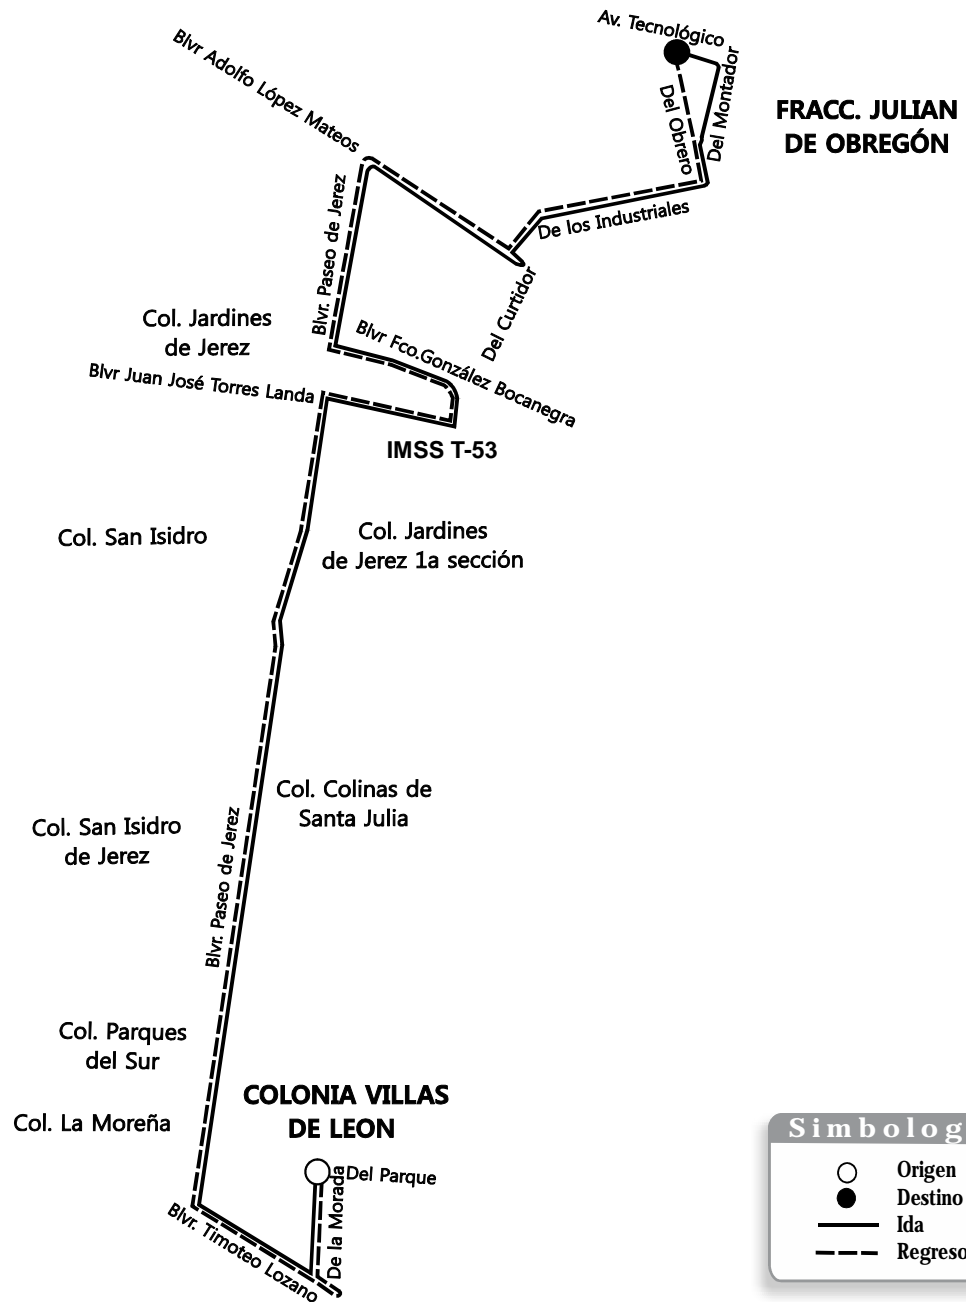 Av. Tecnológico
Blvr Adolfo López Mateos
Del Obrero
Del Montador
FRACC. JULIAN
DE OBREGÓN
De los Industriales
Blvr. Paseo de Jerez
Del Curtidor
Col. Jardines
de Jerez
Blvr Fco.González Bocanegra
Blvr Juan José Torres Landa
IMSS T-53
Col. San Isidro
Col. Jardines
de Jerez 1a sección
Col. Colinas de
Santa Julia
Col. San Isidro
de Jerez
Blvr. Paseo de Jerez
Col. Parques
del Sur
COLONIA VILLAS
DE LEON
Col. La Moreña
Del Parque
De la Morada
Blvr. Timoteo Lozano
Simbolog
Origen
Destino
Ida
Regreso